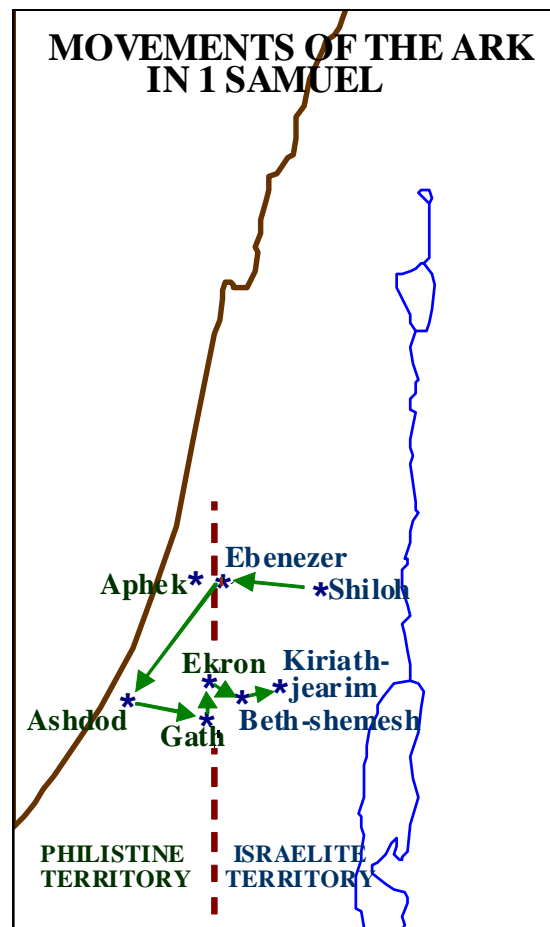 MOVEMENTS OF THE ARK
IN 1 SAMUEL
Ebenezer
Aphek*
*
*Shiloh
Ekron
*
Kiriath-
*jearim
*
Ashdod
*
Gath
*
Beth-shemesh
PHILISTINE
TERRITORY
ISRAELITE
TERRITORY